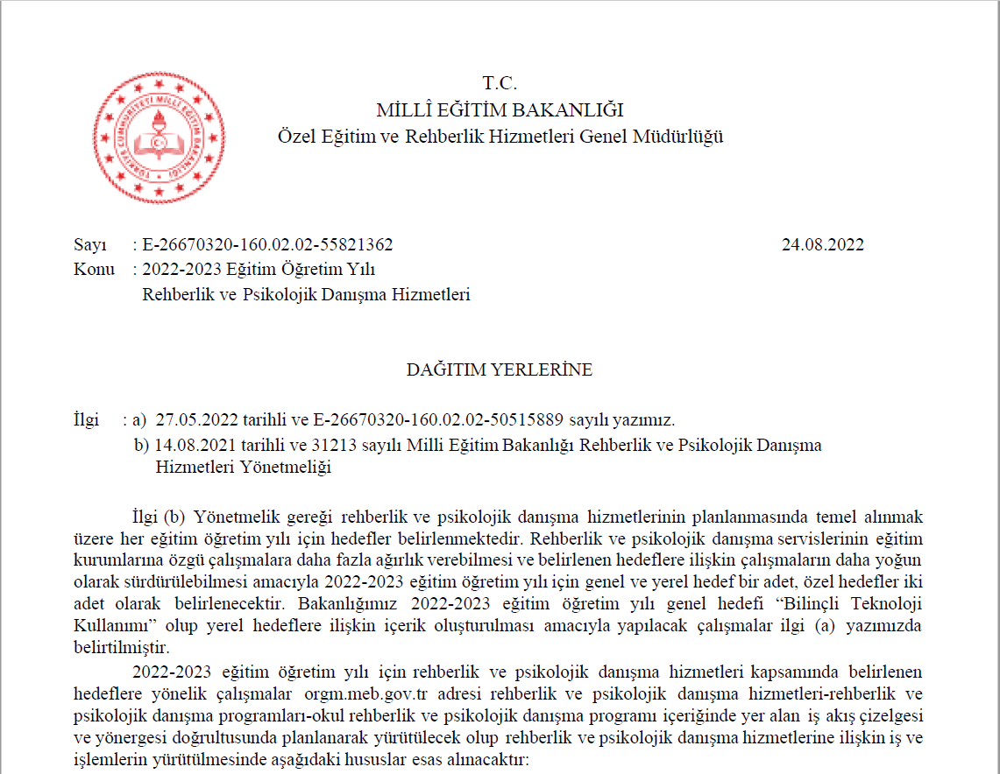 T.C.
MİLLÎ EĞİTİM BAKANLIĞI
Özel Eğitim ve Rehberlik Hizmetleri Genel Müdürlüğü
TÜRKİYE CUMHURİYETİ MİLLİ EĞİTİM BAKANLIĞI
Sayı : E-26670320-160.02.02-55821362 24.08.2022
Konu : 2022-2023 Eğitim Öğretim Yılı
Rehberlik ve Psikolojik Danışma Hizmetleri
DAĞITIM YERLERİNE
İlgi : a) 27.05.2022 tarihli ve E-26670320-160.02.02-50515889 sayılı yazımız.
b) 14.08.2021 tarihli ve 31213 sayılı Milli Eğitim Bakanlığı Rehberlik ve Psikolojik Danışma
Hizmetleri Yönetmeliği
İlgi (b) Yönetmelik gereği rehberlik ve psikolojik danışma hizmetlerinin planlanmasında temel alınmak
üzere her eğitim öğretim yılı için hedefler belirlenmektedir. Rehberlik ve psikolojik danışma servislerinin eğitim
kurumlarına özgü çalışmalara daha fazla ağırlık verebilmesi ve belirlenen hedeflere ilişkin çalışmaların daha yoğun
olarak sürdürülebilmesi amacıyla 2022-2023 eğitim öğretim yılı için genel ve yerel hedef bir adet, özel hedefler iki
adet olarak belirlenecektir. Bakanlığımız 2022-2023 eğitim öğretim yılı genel hedefi “Bilinçli Teknoloji
Kullanımı” olup yerel hedeflere ilişkin içerik oluşturulması amacıyla yapılacak çalışmalar ilgi (a) yazımızda
belirtilmiştir.
2022-2023 eğitim öğretim yılı için rehberlik ve psikolojik danışma hizmetleri kapsamında belirlenen
hedeflere yönelik çalışmalar orgm.meb.gov.tr adresi rehberlik ve psikolojik danışma hizmetleri-rehberlik ve
psikolojik danışma programları-okul rehberlik ve psikolojik danışma programı içeriğinde yer alan iş akış çizelgesi
ve yönergesi doğrultusunda planlanarak yürütülecek olup rehberlik ve psikolojik danışma hizmetlerine ilişkin iş ve
işlemlerin yürütülmesinde aşağıdaki hususlar esas alınacaktır: